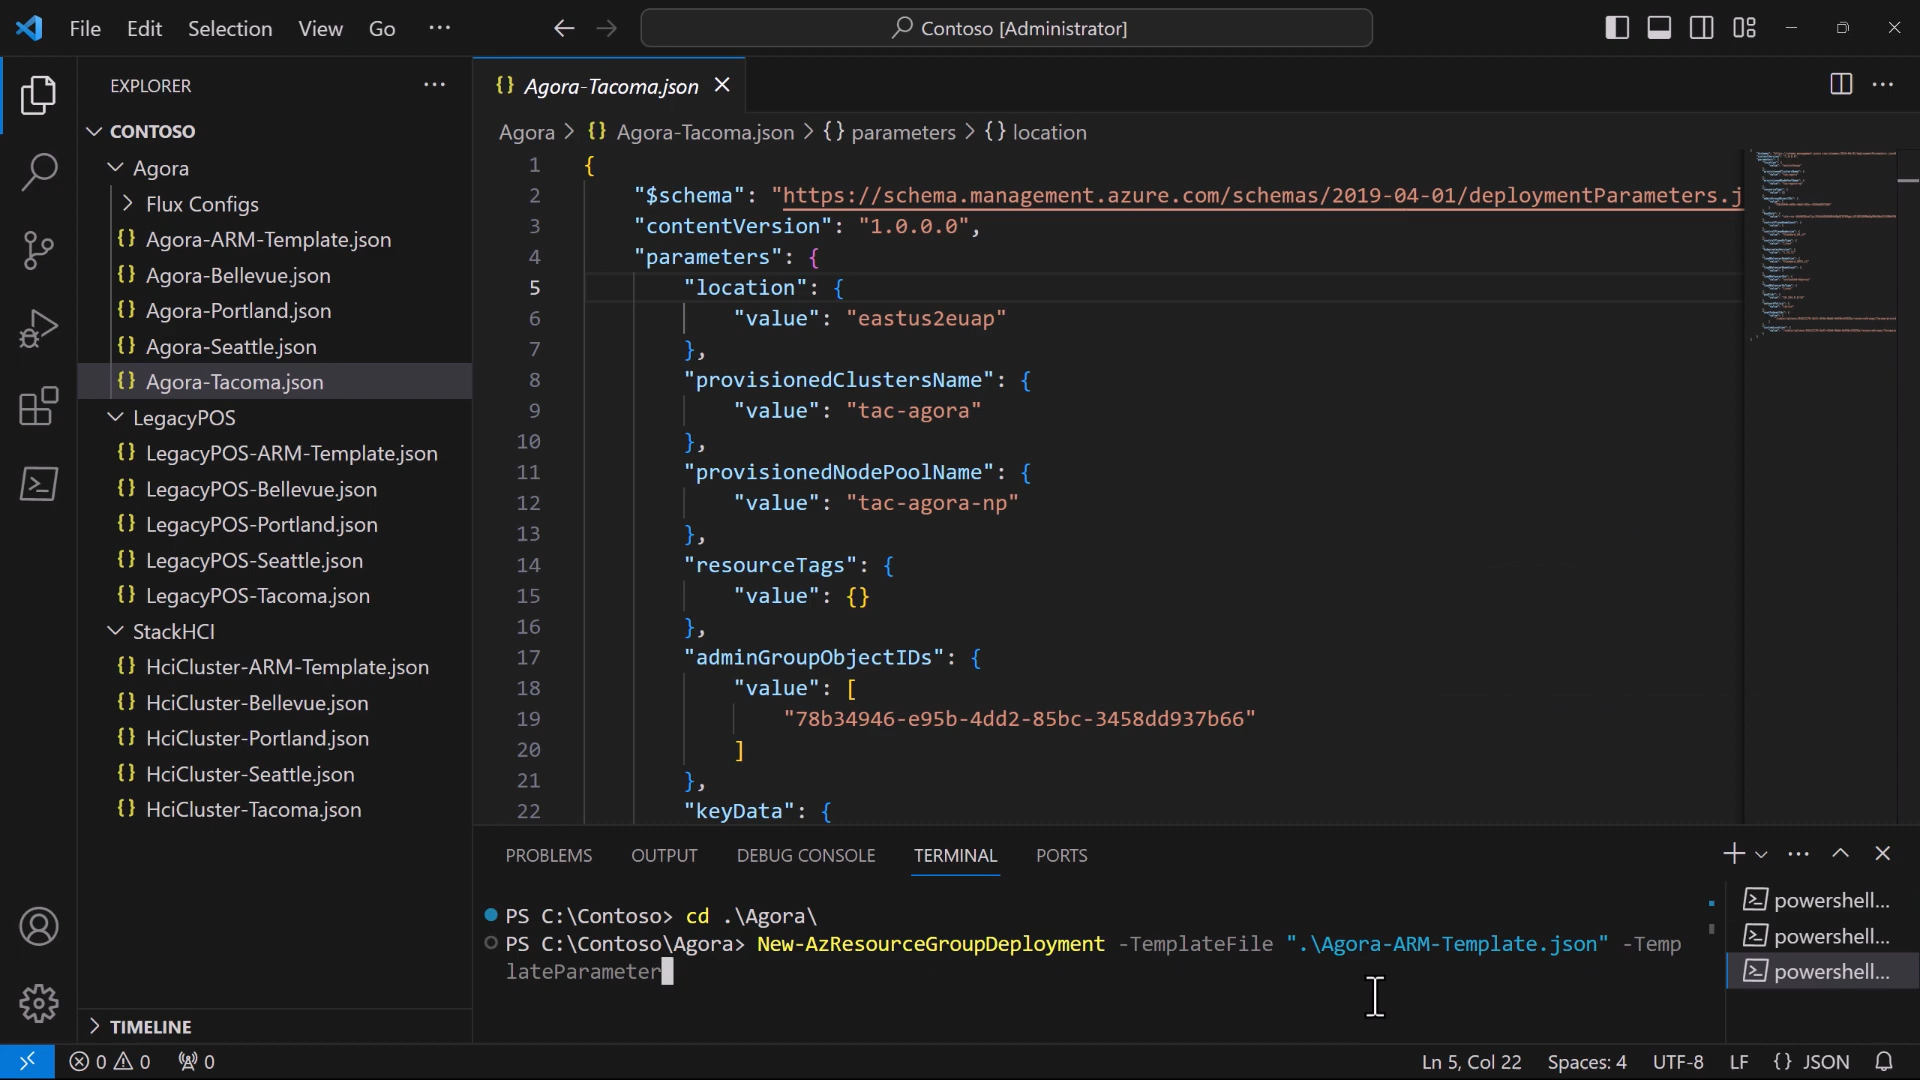 File Edit Selection View Go ···
Contoso [Administrator]
EXPLORER
CONTOSO
Agora
Flux Configs
{} Agora-ARM-Template.json
{} Agora-Bellevue.json
{} Agora-Portland.json
{} Agora-Seattle.json
{} Agora-Tacoma.json
LegacyPOS
{} LegacyPOS-ARM-Template.json
{} LegacyPOS-Bellevue.json
{} LegacyPOS-Portland.json
{} LegacyPOS-Seattle.json
{} LegacyPOS-Tacoma.json
StackHCI
{} HciCluster-ARM-Template.json
{} HciCluster-Bellevue.json
{} HciCluster-Portland.json
{} HciCluster-Seattle.json
{} HciCluster-Tacoma.json
TIMELINE
{} Agora-Tacoma.json
Agora > {} Agora-Tacoma.json > {} parameters > {} location
1 {
2 "$schema": "https://schema.management.azure.com/schemas/2019-04-01/deploymentParameters.j
3 "contentVersion": "1.0.0.0",
4 "parameters": {
5 "location": {
6 "value": "eastus2euap"
7 },
8 "provisionedClustersName": {
9 "value": "tac-agora"
10 },
11 "provisionedNodePoolName": {
12 "value": "tac-agora-np"
13 },
14 "resourceTags": {
15 "value": {}
16 },
17 "adminGroupObjectIDs": {
18 "value": [
19 "78b34946-e95b-4dd2-85bc-3458dd937b66"
20 ]
21 },
22 "keyData": {
PROBLEMS OUTPUT DEBUG CONSOLE TERMINAL PORTS
PS C:\Contoso> cd .\Agora\
PS C:\Contoso\Agora> New-AzResourceGroupDeployment -TemplateFile ".\Agora-ARM-Template.json" -Temp
lateParameter
powershell...
powershell...
powershell...
0 0 0
Ln 5, Col 22 Spaces: 4 UTF-8 LF {} JSON